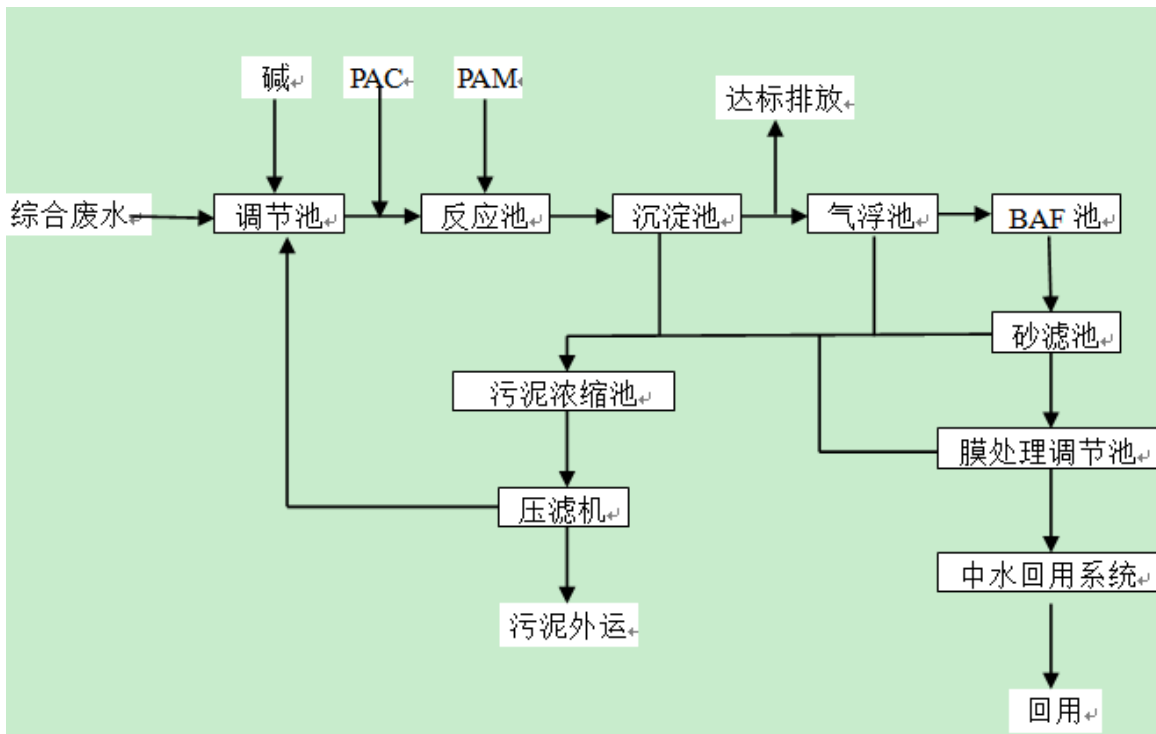 碱
PAC
PAM
达标排放
综合废水
调节池
反应池
沉淀池
气浮池
BAF 池
砂滤池
污泥浓缩池
膜处理调节池
压滤机
中水回用系统
污泥外运
回用